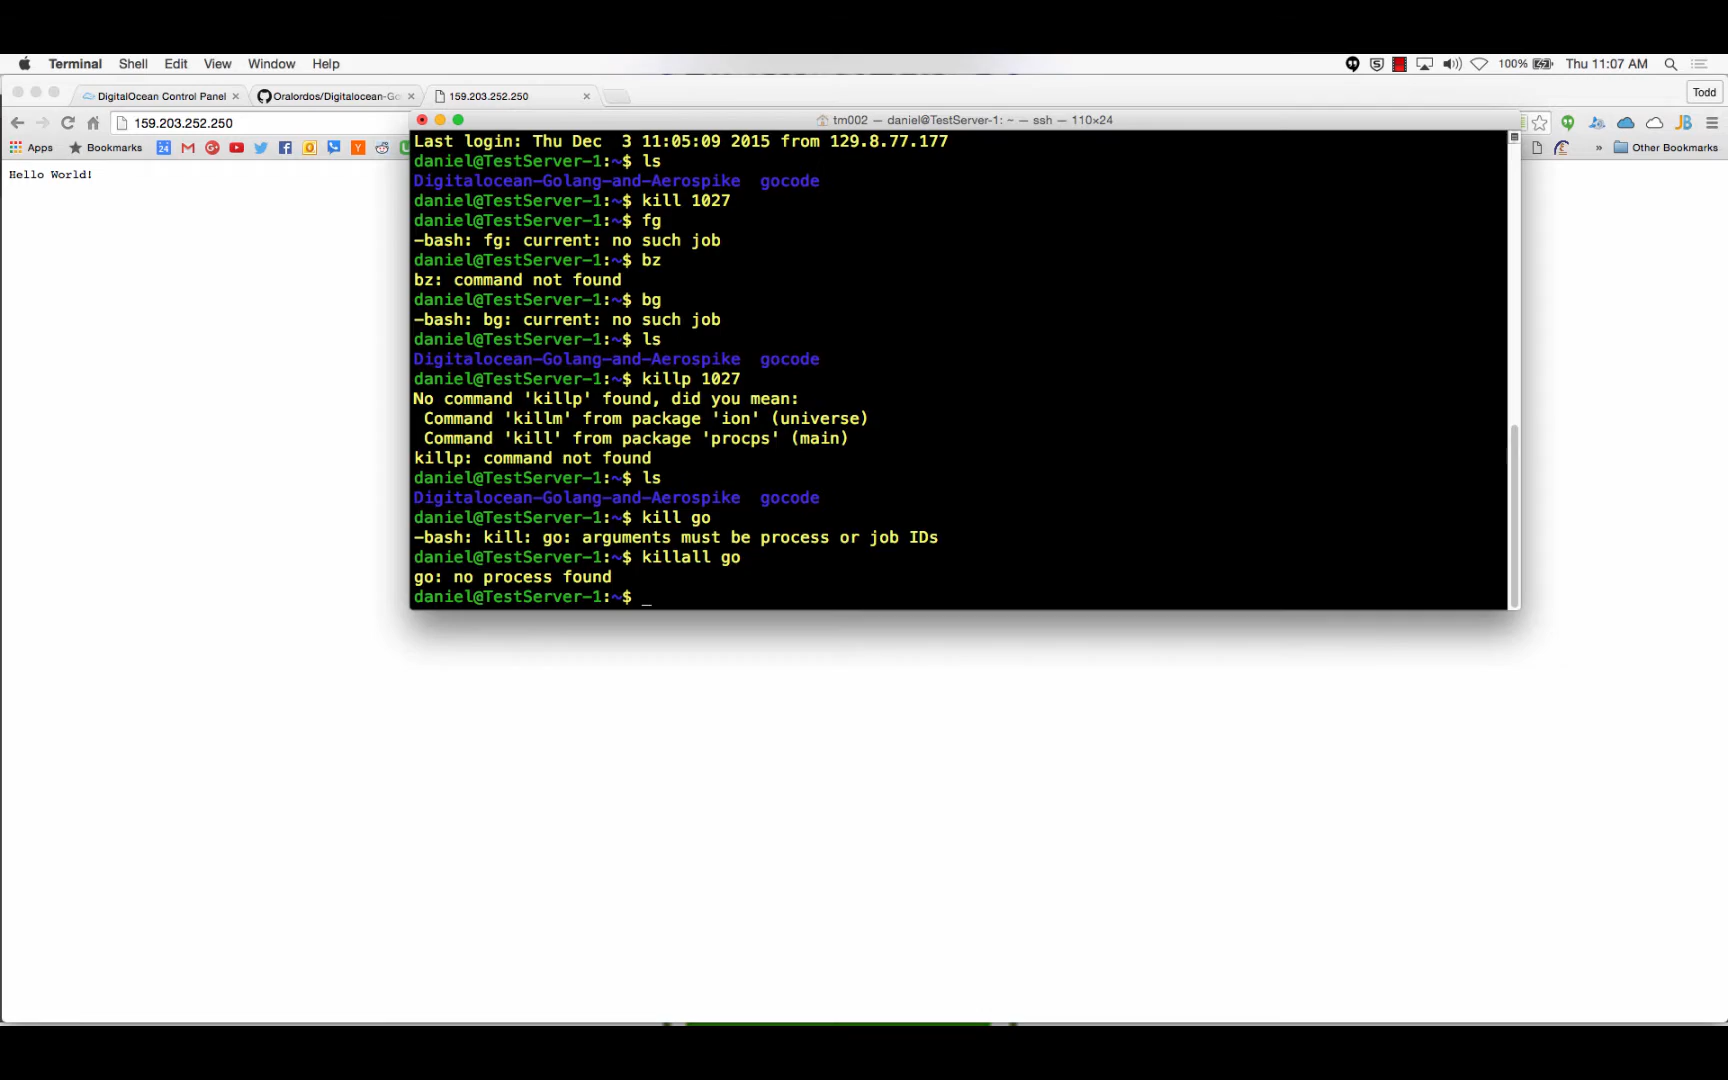 Terminal Shell Edit View Window Help 100% Thu 11:07 AM
DigitalOcean Control Panel Oralordos/Digitalocean-Go 159.203.252.250 Todd
159.203.252.250
tm002 — daniel@TestServer-1: ~ — ssh — 110×24
Apps Bookmarks Other Bookmarks
Hello World!
Last login: Thu Dec  3 11:05:09 2015 from 129.8.77.177
daniel@TestServer-1:~$ ls
Digitalocean-Golang-and-Aerospike  gocode
daniel@TestServer-1:~$ kill 1027
daniel@TestServer-1:~$ fg
-bash: fg: current: no such job
daniel@TestServer-1:~$ bz
bz: command not found
daniel@TestServer-1:~$ bg
-bash: bg: current: no such job
daniel@TestServer-1:~$ ls
Digitalocean-Golang-and-Aerospike  gocode
daniel@TestServer-1:~$ killp 1027
No command 'killp' found, did you mean:
 Command 'killm' from package 'ion' (universe)
 Command 'kill' from package 'procps' (main)
killp: command not found
daniel@TestServer-1:~$ ls
Digitalocean-Golang-and-Aerospike  gocode
daniel@TestServer-1:~$ kill go
-bash: kill: go: arguments must be process or job IDs
daniel@TestServer-1:~$ killall go
go: no process found
daniel@TestServer-1:~$ _